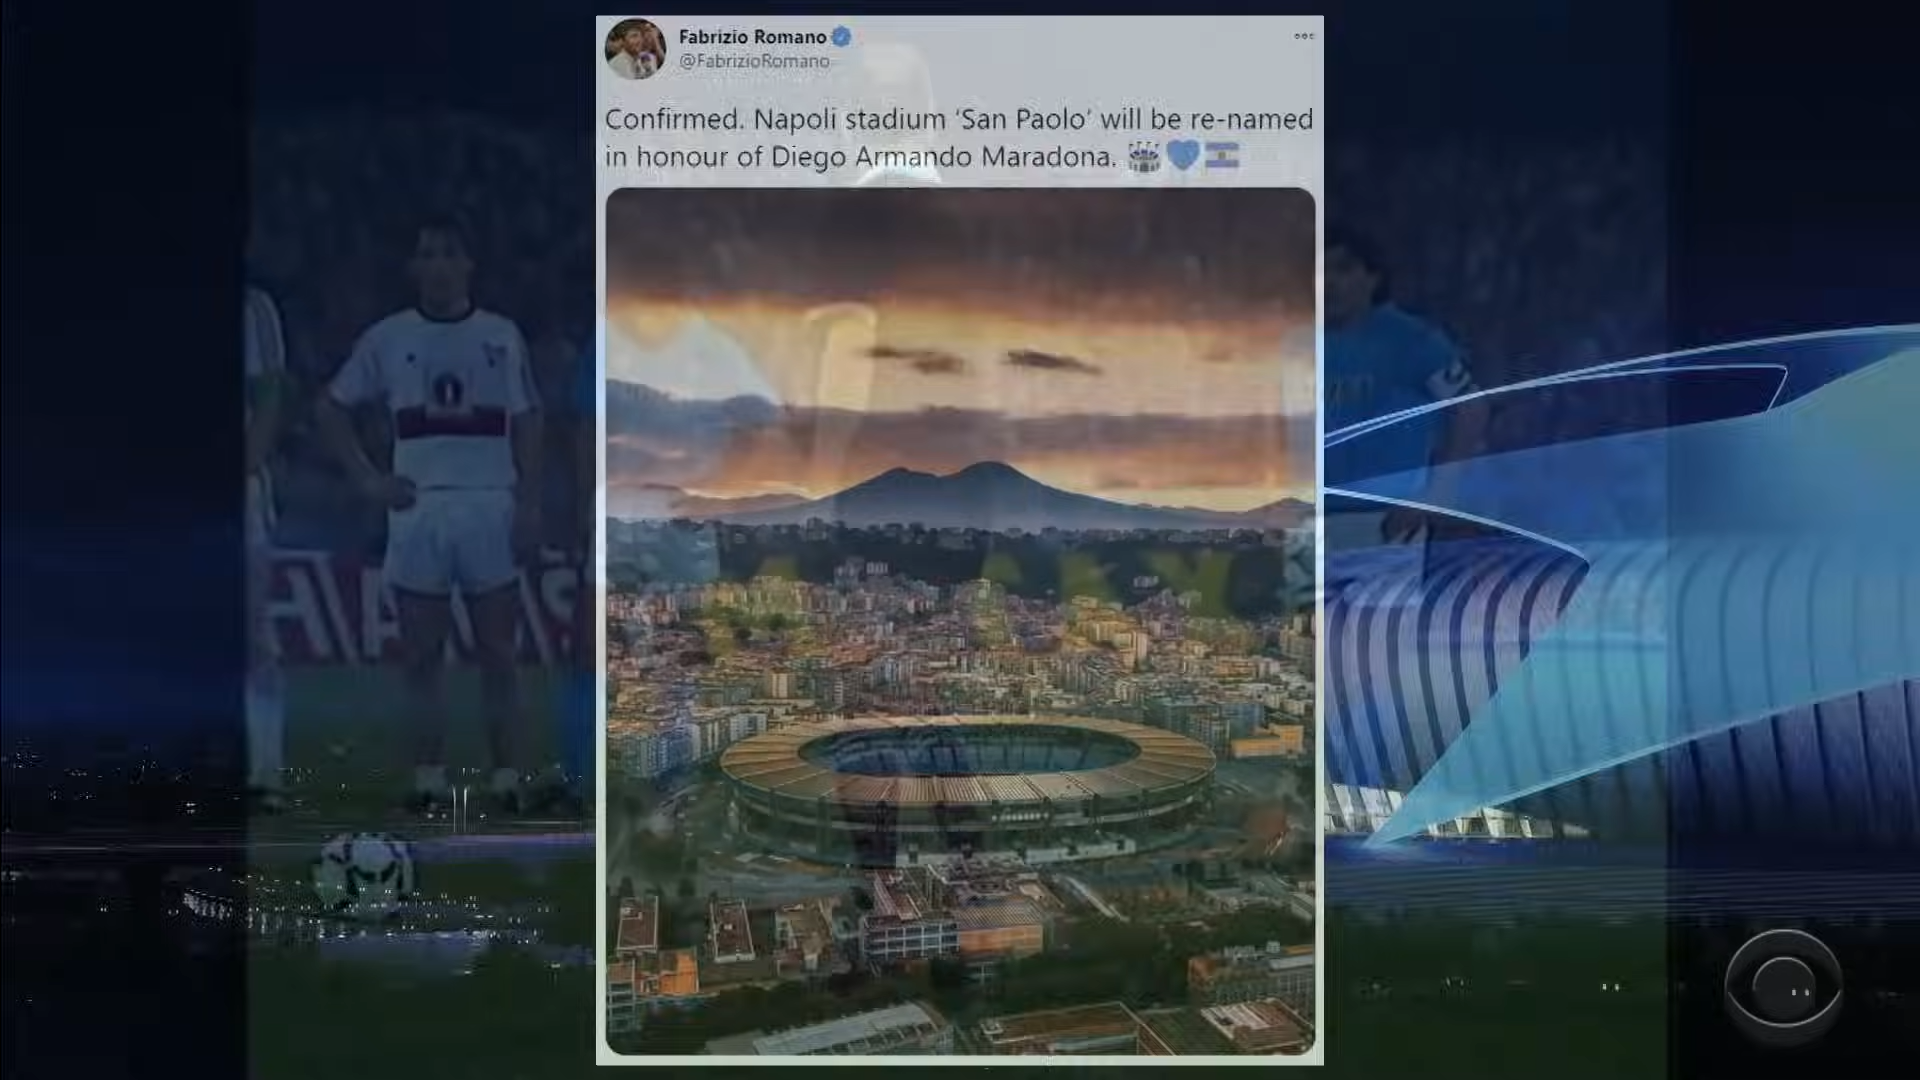 Fabrizio Romano
@FabrizioRomano
Confirmed. Napoli stadium ‘San Paolo’ will be re-named
in honour of Diego Armando Maradona.